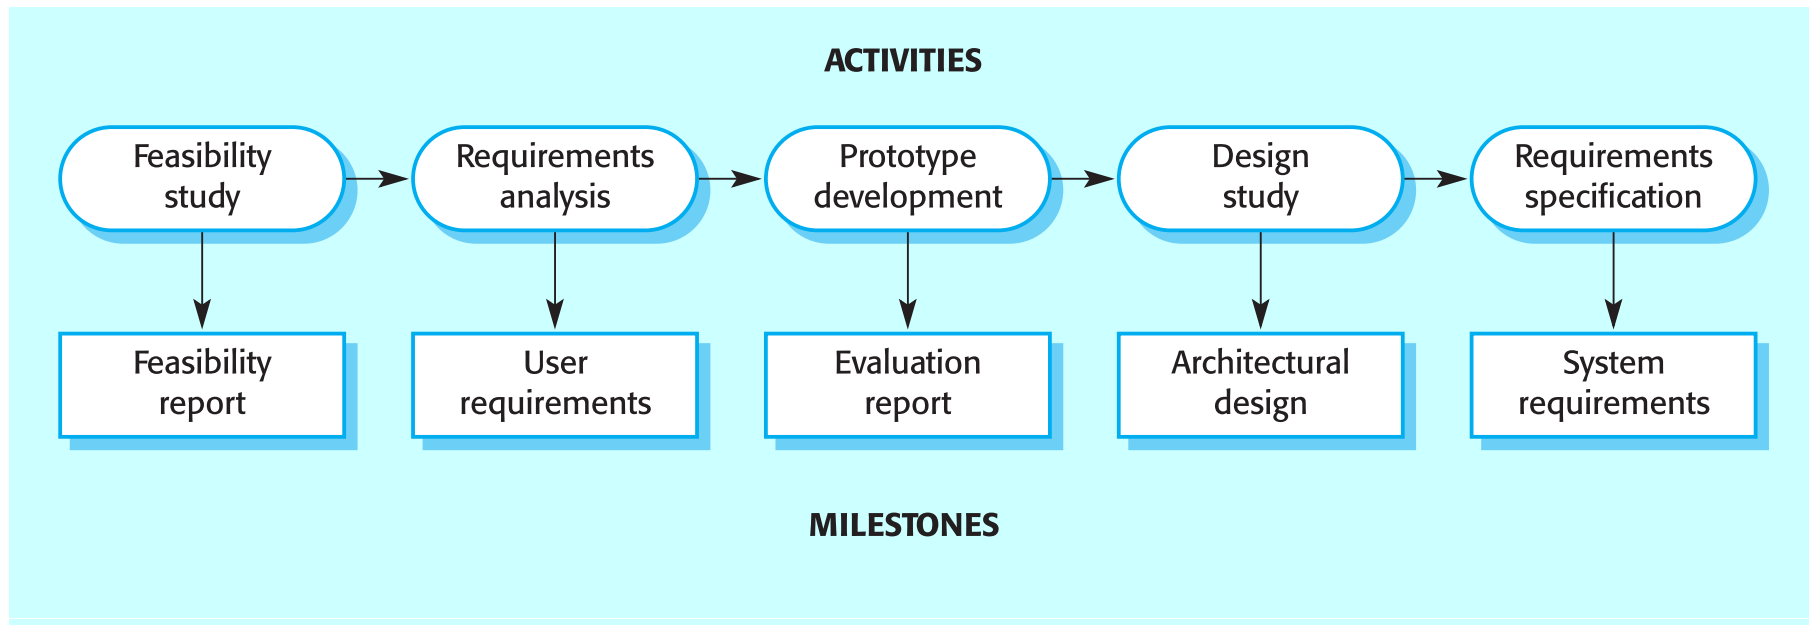 ACTIVITIES
Feasibility
study
Requirements
analysis
Prototype
development
Design
study
Requirements
specification
Feasibility
report
User
requirements
Evaluation
report
Architectural
design
System
requirements
MILESTONES